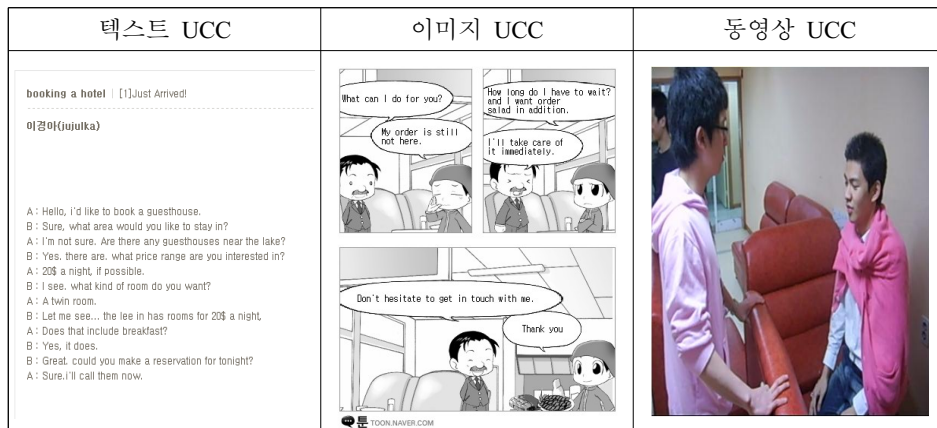 텍스트 UCC
이미지 UCC
동영상 UCC
booking a hotel | [1]Just Arrived!
이경아(jujulka)
A : Hello, i'd like to book a guesthouse.
B : Sure, what area would you like to stay in?
A : I'm not sure. Are there any guesthouses near the lake?
B : Yes. there are. what price range are you interested in?
A : 20$ a night, if possible.
B : I see. what kind of room do you want?
A : A twin room.
B : Let me see... the lee in has rooms for 20$ a night,
A : Does that include breakfast?
B : Yes, it does.
B : Great. could you make a reservation for tonight?
A : Sure.i'll call them now.
What can I do for you?
My order is still
not here.
How long do I have to wait?
and I want order
salad in addition.
I'll take care of
it immediately.
Don't hesitate to get in touch with me.
Thank you
툰 TOON.NAVER.COM